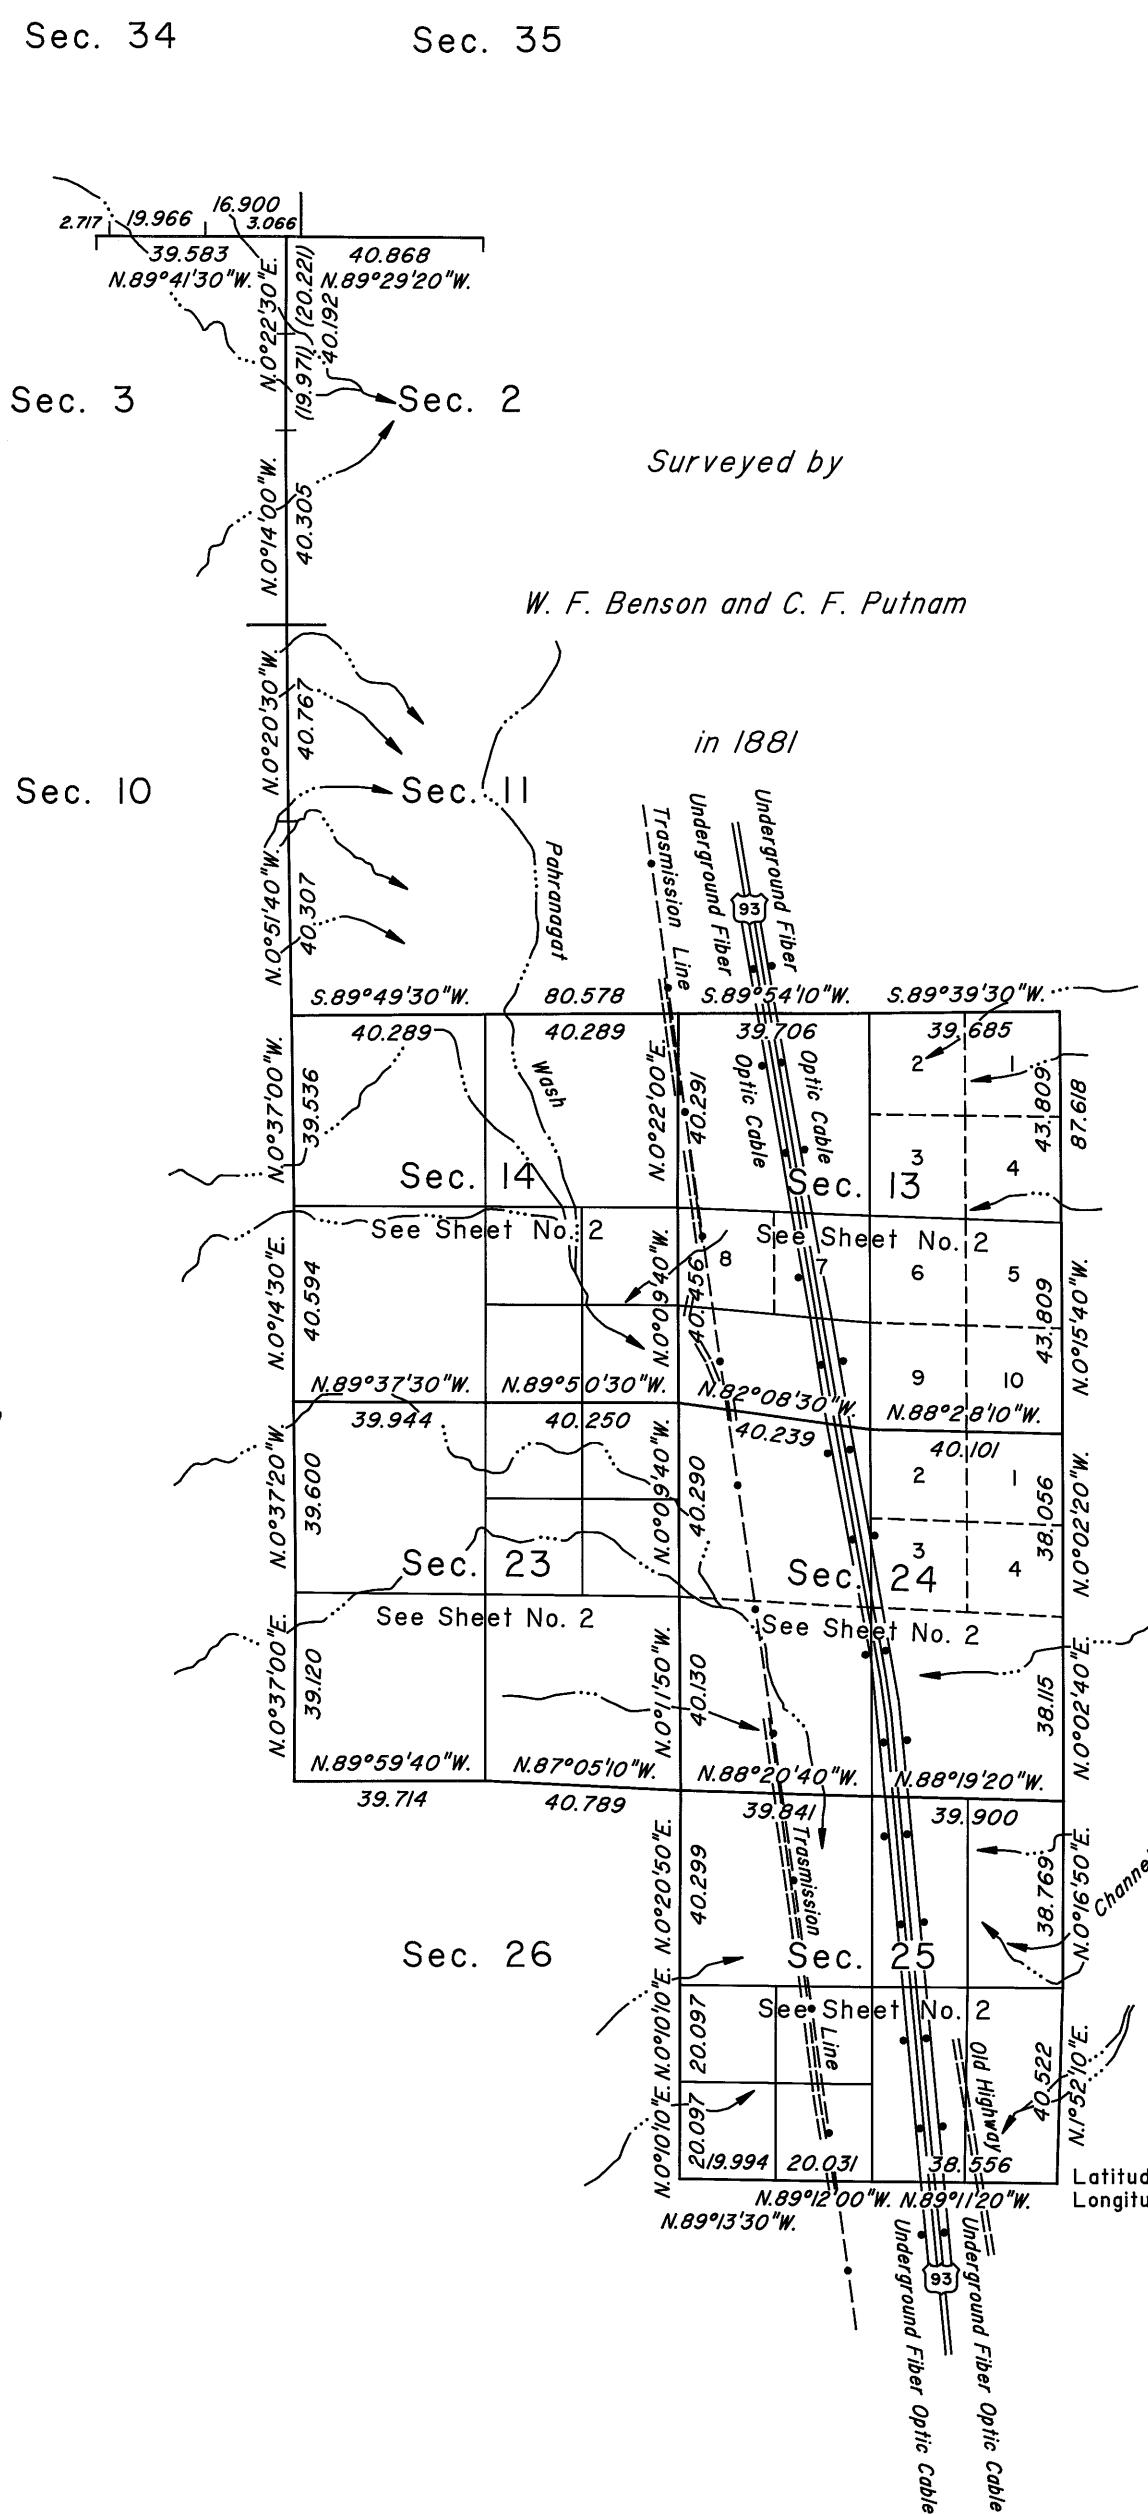 Sec. 34 Sec. 35
16.900
2.717 19.966 3.066
39.583 40.868
N.89°41'30"W. N.89°29'20"W.
N.0°22'30"E.
(20.221)
(19.971)
40.192
Sec. 3 Sec. 2
Surveyed by
N.0°14'00"W.
40.305
W. F. Benson and C. F. Putnam
N.0°20'30"W.
40.767
in 1881
Sec. 10 Sec. 11
N.0°51'40"W.
40.307
Pahranagat
Wash
Trasmission Line
Underground Fiber
Optic Cable
Underground Fiber
Optic Cable
93
S.89°49'30"W. 80.578 S.89°54'10"W. S.89°39'30"W.
40.289 40.289 39.706 39.685
N.0°37'00"W.
39.536
N.0°22'00"E.
40.291
2 1
43.809
87.618
3 4
Sec. 14 Sec. 13
See Sheet No. 2 See Sheet No. 2
N.0°14'30"E.
40.594
N.0°09'40"W.
40.456
8 7 6 5
43.809
N.0°15'40"W.
9 10
N.89°37'30"W. N.89°50'30"W. N.82°08'30"W. N.88°28'10"W.
39.944 40.250 40.239 40.101
N.0°37'20"W.
39.600
N.0°09'40"W.
40.290
2 1
38.056
N.0°02'20"W.
3 4
Sec. 23 Sec. 24
See Sheet No. 2 See Sheet No. 2
N.0°37'00"E.
39.120
N.0°11'50"W.
40.130
38.115
N.0°02'40"E.
N.89°59'40"W. N.87°05'10"W. N.88°20'40"W. N.88°19'20"W.
39.714 40.789 39.841 39.900
N.0°20'50"E.
40.299
Trasmission
Line
38.769
N.0°16'50"E.
Sec. 26 Sec. 25
See Sheet No. 2
N.0°10'10"E.
20.097
Old Highway
40.522
N.1°52'10"E.
N.0°10'10"E.
20.097
19.994 20.031 38.556
N.89°12'00"W. N.89°11'20"W.
N.89°13'30"W.
93
Underground Fiber Optic Cable
Underground Fiber Optic Cable